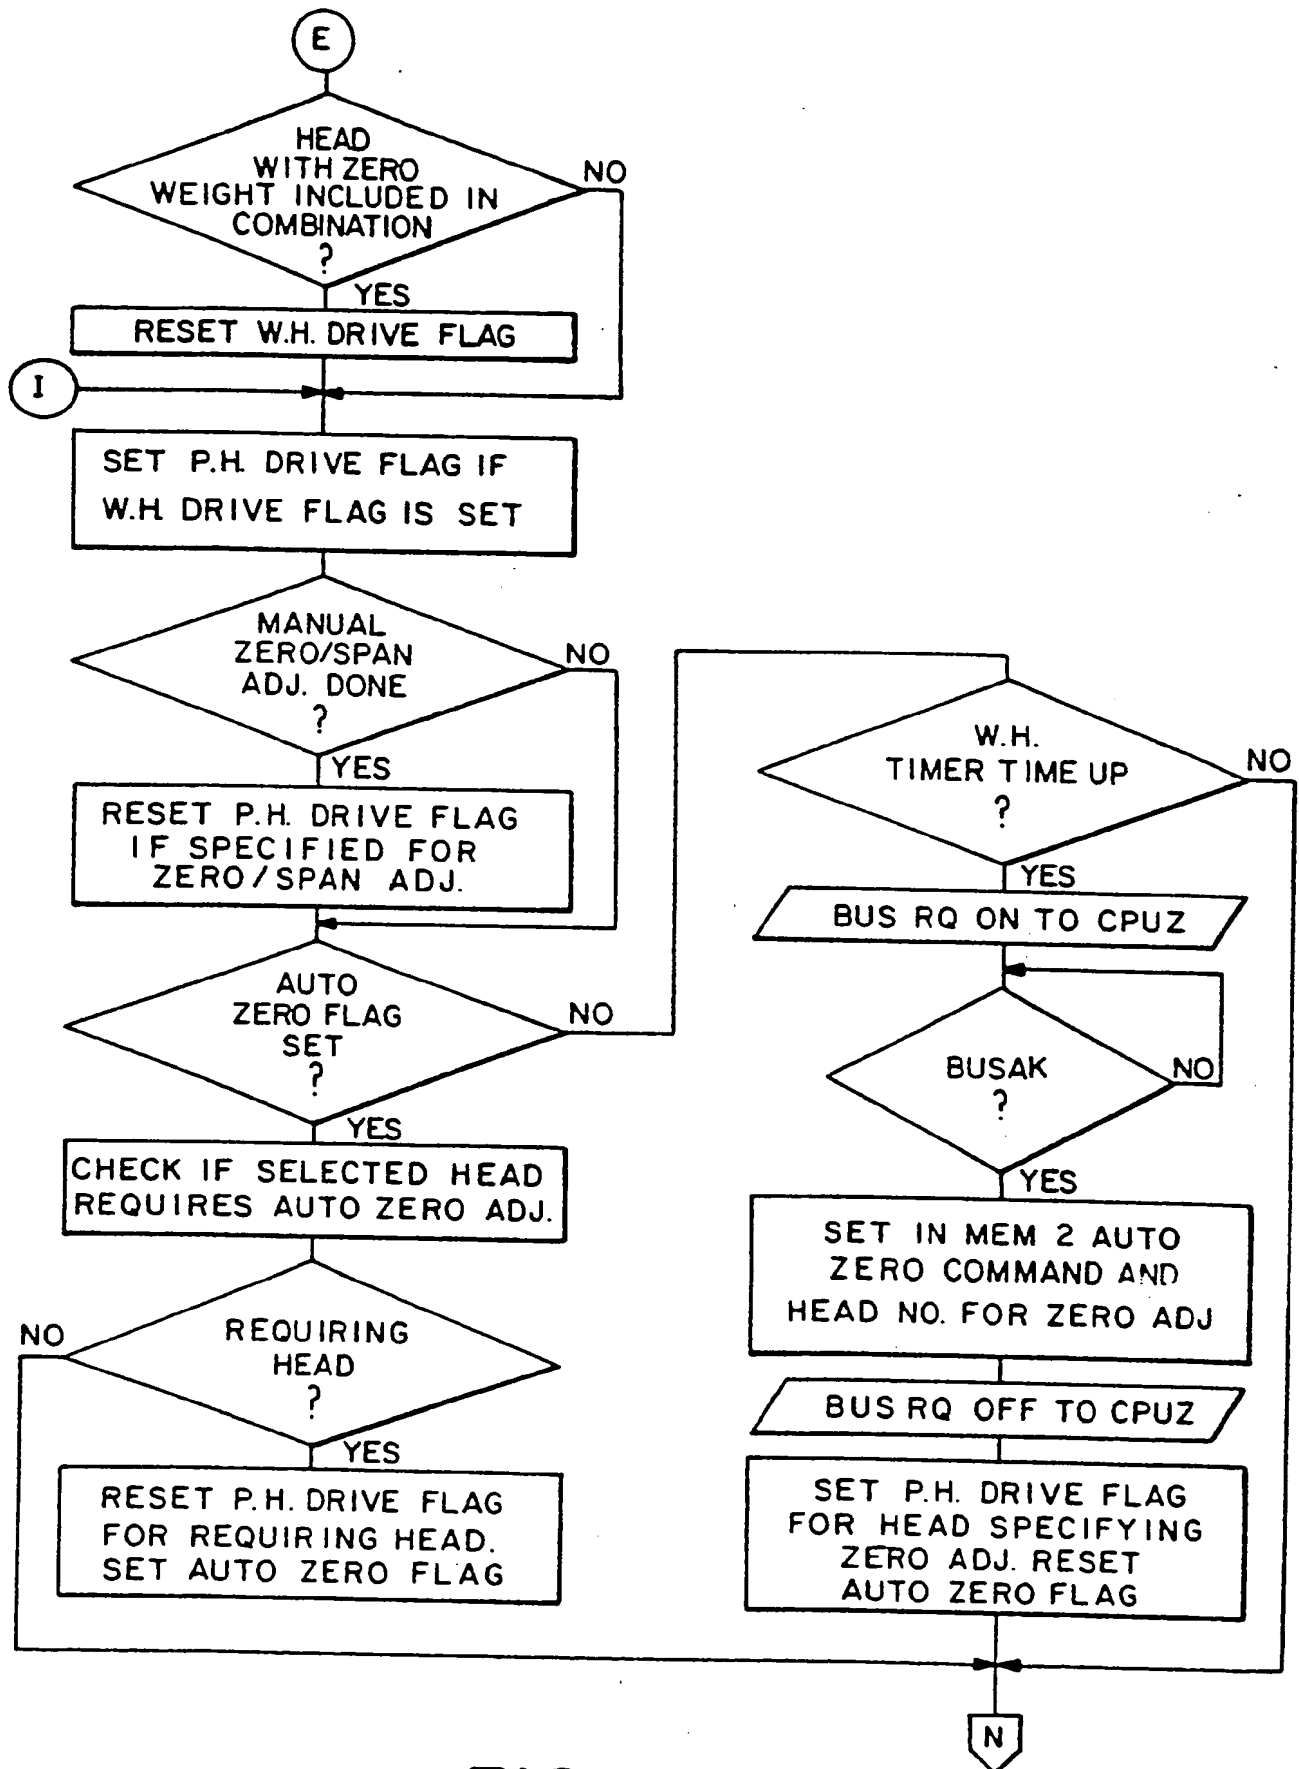 E
HEAD
WITH ZERO
WEIGHT INCLUDED IN
COMBINATION
?
NO
YES
RESET W.H. DRIVE FLAG
I
SET P.H. DRIVE FLAG IF
W.H. DRIVE FLAG IS SET
MANUAL
ZERO/SPAN
ADJ. DONE
?
NO
YES
RESET P.H. DRIVE FLAG
IF SPECIFIED FOR
ZERO/SPAN ADJ.
AUTO
ZERO FLAG
SET
?
NO
YES
CHECK IF SELECTED HEAD
REQUIRES AUTO ZERO ADJ.
REQUIRING
HEAD
?
NO
YES
RESET P.H. DRIVE FLAG
FOR REQUIRING HEAD.
SET AUTO ZERO FLAG
W.H.
TIMER TIME UP
?
NO
YES
BUS RQ ON TO CPUZ
BUSAK
?
NO
YES
SET IN MEM 2 AUTO
ZERO COMMAND AND
HEAD NO. FOR ZERO ADJ
BUS RQ OFF TO CPUZ
SET P.H. DRIVE FLAG
FOR HEAD SPECIFYING
ZERO ADJ. RESET
AUTO ZERO FLAG
N